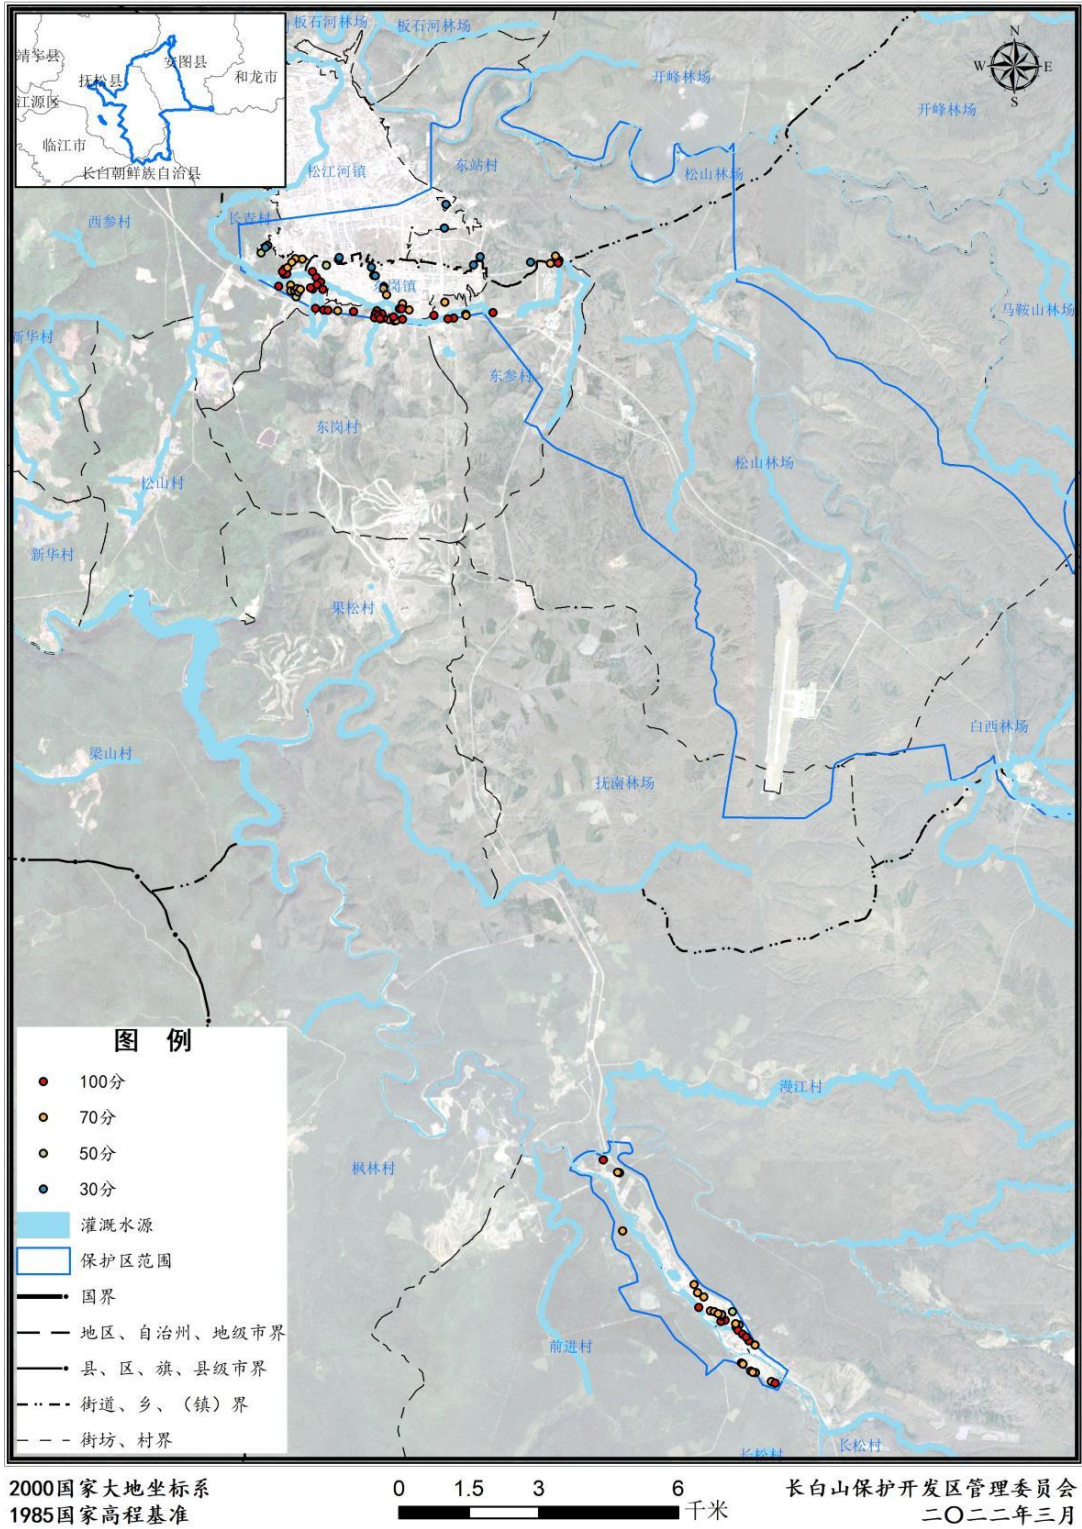 靖宇县
安图县
抚松县
和龙市
江源区
临江市
长白朝鲜族自治县
板石河林场
板石河林场
N
W
E
S
开峰林场
开峰林场
松江河镇
东站村
松山林场
西参村
长青村
东岗镇
马鞍山林场
新华村
东参村
东岗村
松山林场
松山村
新华村
果松村
白西林场
梁山村
抚南林场
漫江村
枫林村
前进村
长松村
长松村
图 例
100分
70分
50分
30分
灌溉水源
保护区范围
国界
地区、自治州、地级市界
县、区、旗、县级市界
街道、乡、（镇）界
街坊、村界
2000国家大地坐标系
1985国家高程基准
0 1.5 3 6
千米
长白山保护开发区管理委员会
二〇二二年三月